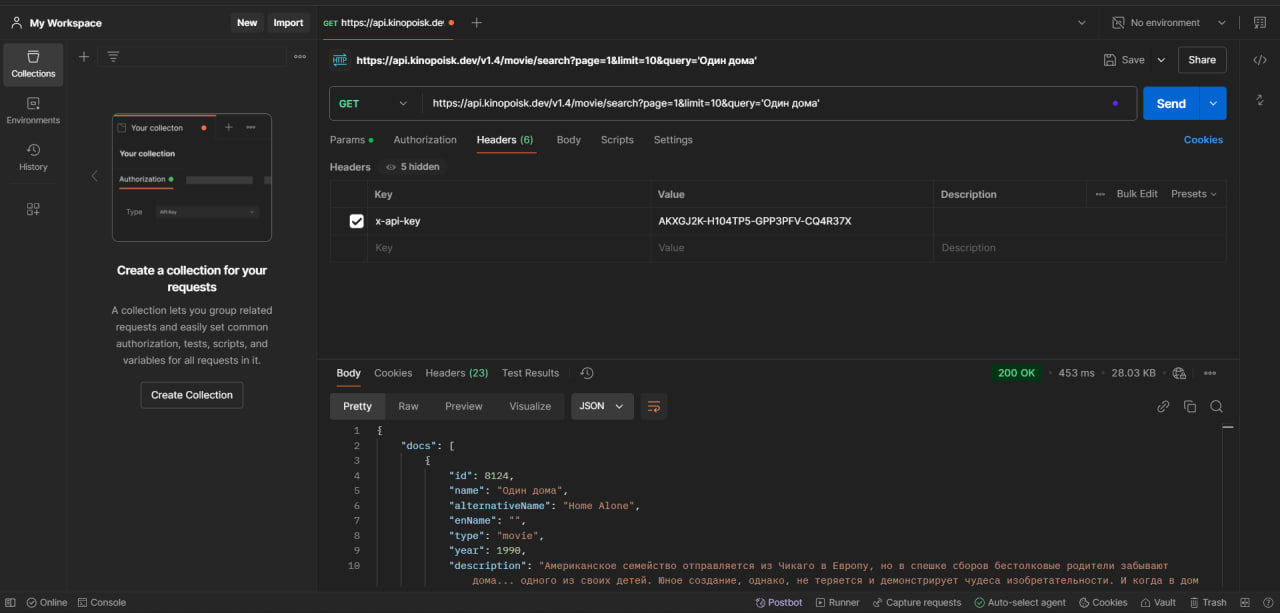 My Workspace
New
Import
GET https://api.kinopoisk.de
No environment
Collections
Environments
History
Your collecton
Your collection
Authorization
Type
API Key
Create a collection for your
requests
A collection lets you group related
requests and easily set common
authorization, tests, scripts, and
variables for all requests in it.
Create Collection
HTTP
https://api.kinopoisk.dev/v1.4/movie/search?page=1&limit=10&query='Один дома'
Save
Share
GET
https://api.kinopoisk.dev/v1.4/movie/search?page=1&limit=10&query='Один дома'
Send
Params
Authorization
Headers (6)
Body
Scripts
Settings
Cookies
Headers
5 hidden
Key
Value
Description
Bulk Edit
Presets
x-api-key
AKXGJ2K-H104TP5-GPP3PFV-CQ4R37X
Key
Value
Description
Body
Cookies
Headers (23)
Test Results
200 OK
453 ms
28.03 KB
Pretty
Raw
Preview
Visualize
JSON
1 {
2 "docs": [
3 {
4 "id": 8124,
5 "name": "Один дома",
6 "alternativeName": "Home Alone",
7 "enName": "",
8 "type": "movie",
9 "year": 1990,
10 "description": "Американское семейство отправляется из Чикаго в Европу, но в спешке сборов бестолковые родители забывают
дома... одного из своих детей. Юное создание, однако, не теряется и демонстрирует чудеса изобретательности. И когда в дом
Online
Console
Postbot
Runner
Capture requests
Auto-select agent
Cookies
Vault
Trash